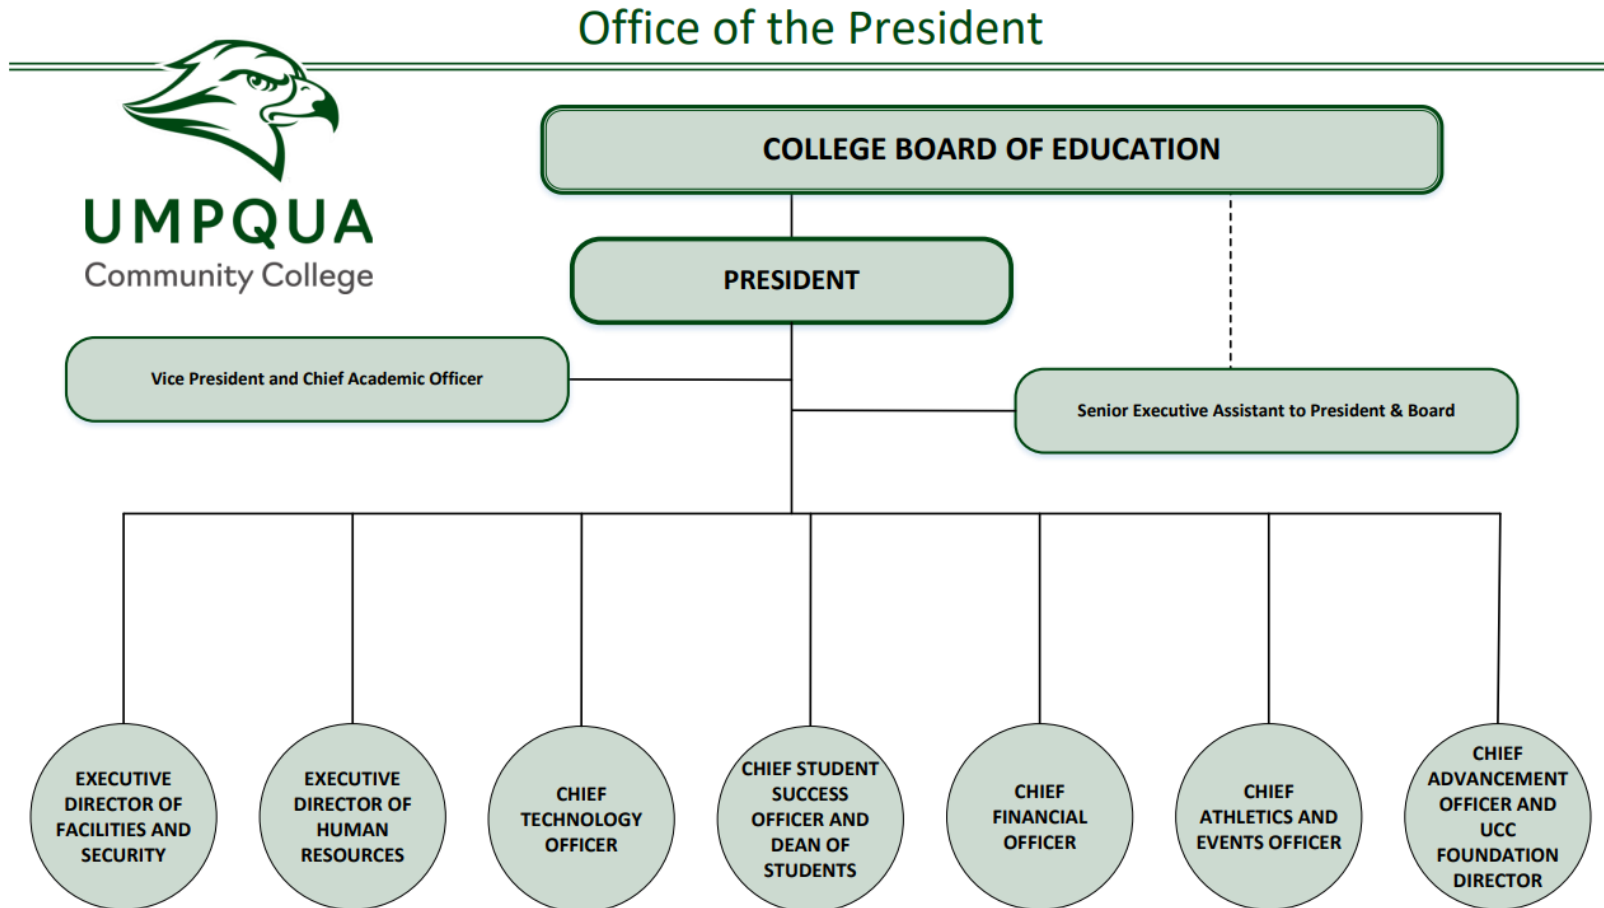 Office of the President
UMPQUA
Community College
COLLEGE BOARD OF EDUCATION
PRESIDENT
Vice President and Chief Academic Officer
Senior Executive Assistant to President & Board
EXECUTIVE
DIRECTOR OF
FACILITIES AND
SECURITY
EXECUTIVE
DIRECTOR OF
HUMAN
RESOURCES
CHIEF
TECHNOLOGY
OFFICER
CHIEF STUDENT
SUCCESS
OFFICER AND
DEAN OF
STUDENTS
CHIEF
FINANCIAL
OFFICER
CHIEF
ATHLETICS AND
EVENTS OFFICER
CHIEF
ADVANCEMENT
OFFICER AND
UCC
FOUNDATION
DIRECTOR